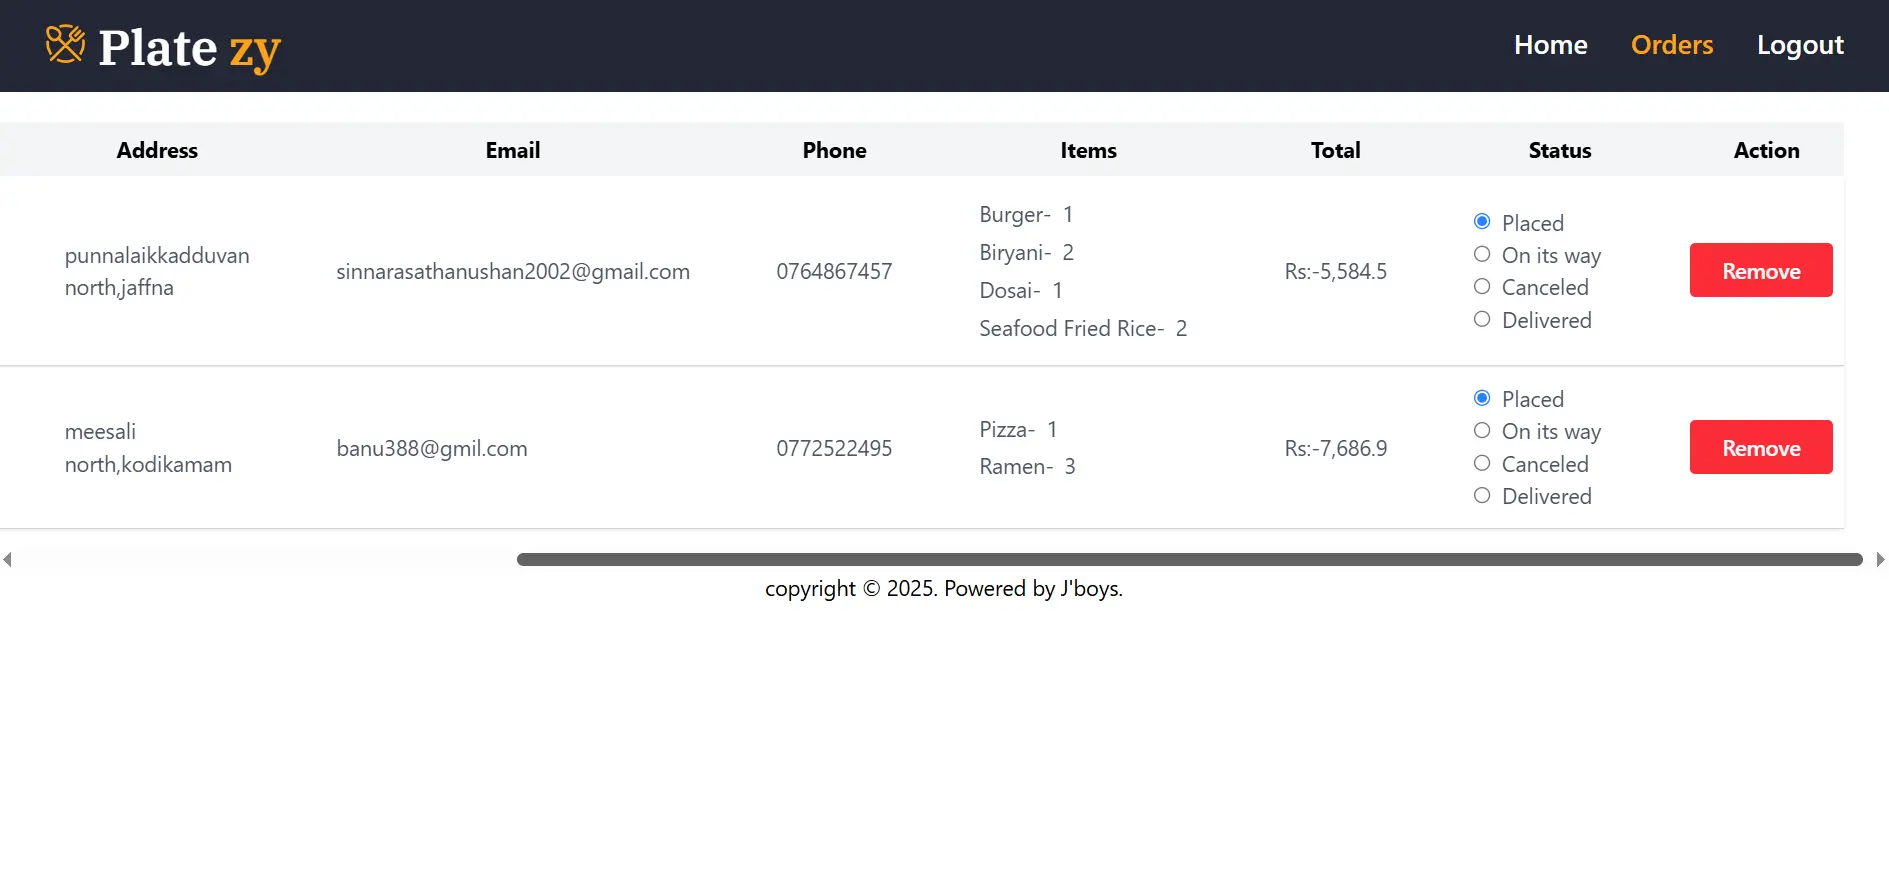 Plate zy
Home Orders Logout
Address Email Phone Items Total Status Action
punnalaikkadduvan
north,jaffna
sinnarasathanushan2002@gmail.com
0764867457
Burger- 1
Biryani- 2
Dosai- 1
Seafood Fried Rice- 2
Rs:-5,584.5
Placed
On its way
Canceled
Delivered
Remove
meesali
north,kodikamam
banu388@gmil.com
0772522495
Pizza- 1
Ramen- 3
Rs:-7,686.9
Placed
On its way
Canceled
Delivered
Remove
copyright © 2025. Powered by J'boys.